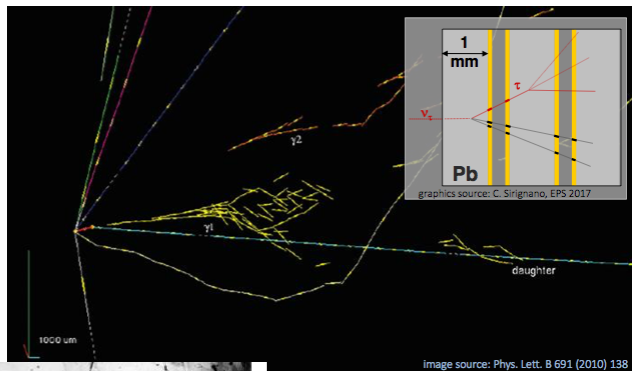 1
mm
τ
ντ
Pb
graphics source: C. Sirignano, EPS 2017
γ2
γ1
daughter
1000 um
image source: Phys. Lett. B 691 (2010) 138